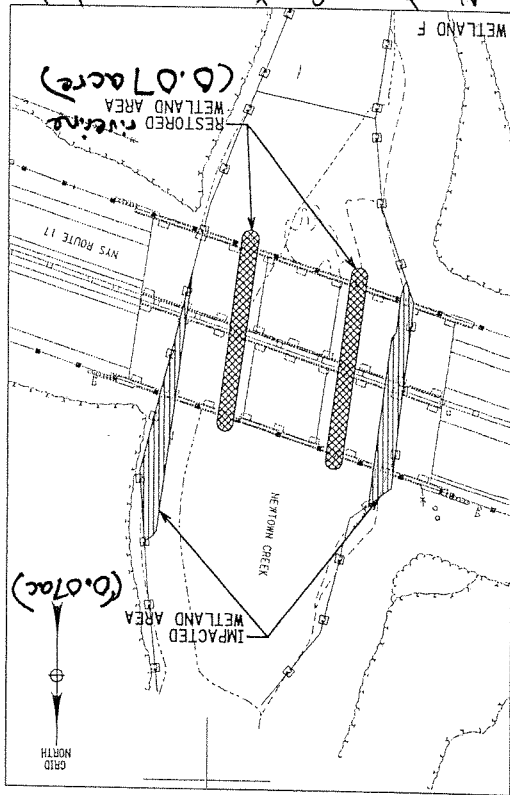 GRID
NORTH
(0.07ac)
IMPACTED
WETLAND AREA
NEWTOWN CREEK
NYS ROUTE 17
RESTORED riverine
WETLAND AREA
(0.07 acre)
WETLAND F